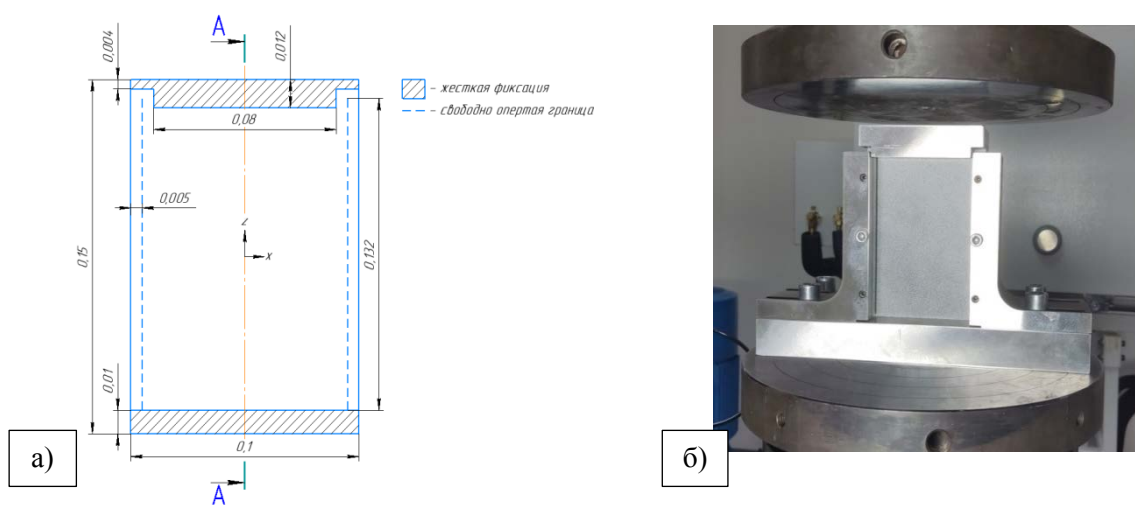 А
0,004
0,012
– жесткая фиксация
– свободно опертая граница
0,08
0,005
z
x
0,15
0,132
0,01
0,1
А
а)
б)